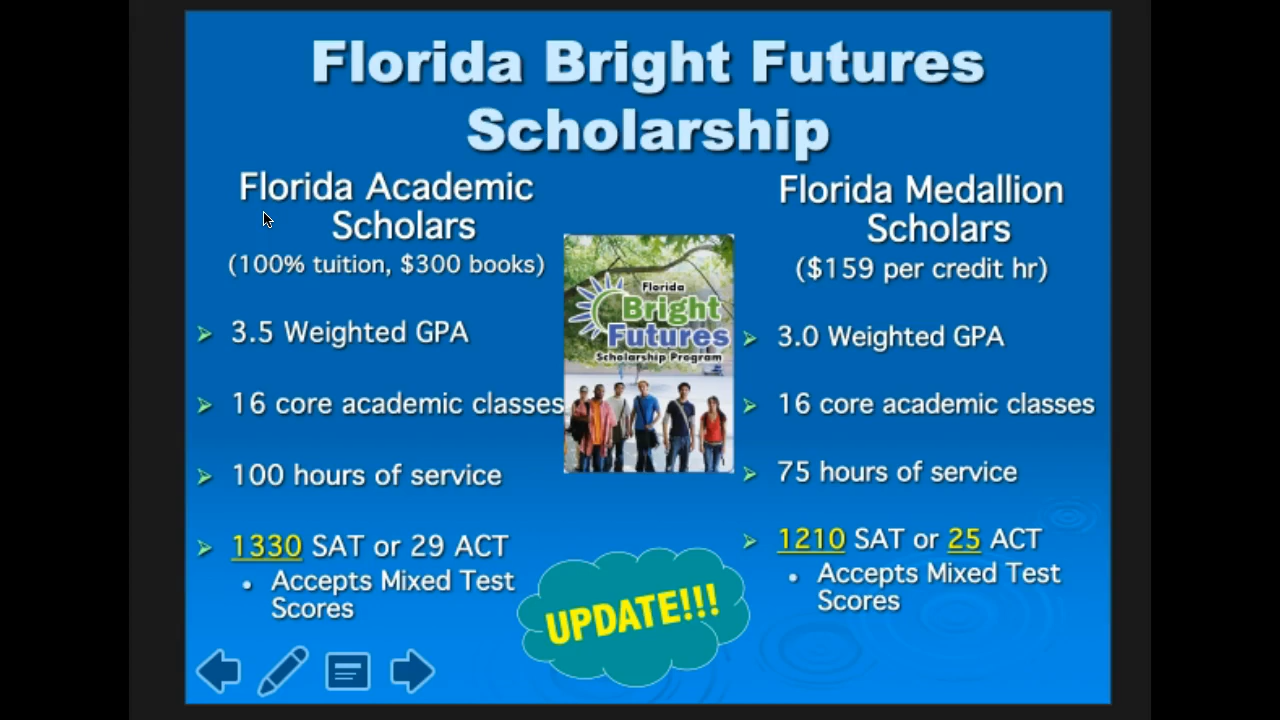 Florida Bright Futures
Scholarship
Florida Academic
Scholars
(100% tuition, $300 books)
➢ 3.5 Weighted GPA
➢ 16 core academic classes
➢ 100 hours of service
➢ 1330 SAT or 29 ACT
• Accepts Mixed Test
Scores
Florida
Bright
Futures
Scholarship Program
UPDATE!!!
Florida Medallion
Scholars
($159 per credit hr)
➢ 3.0 Weighted GPA
➢ 16 core academic classes
➢ 75 hours of service
➢ 1210 SAT or 25 ACT
• Accepts Mixed Test
Scores